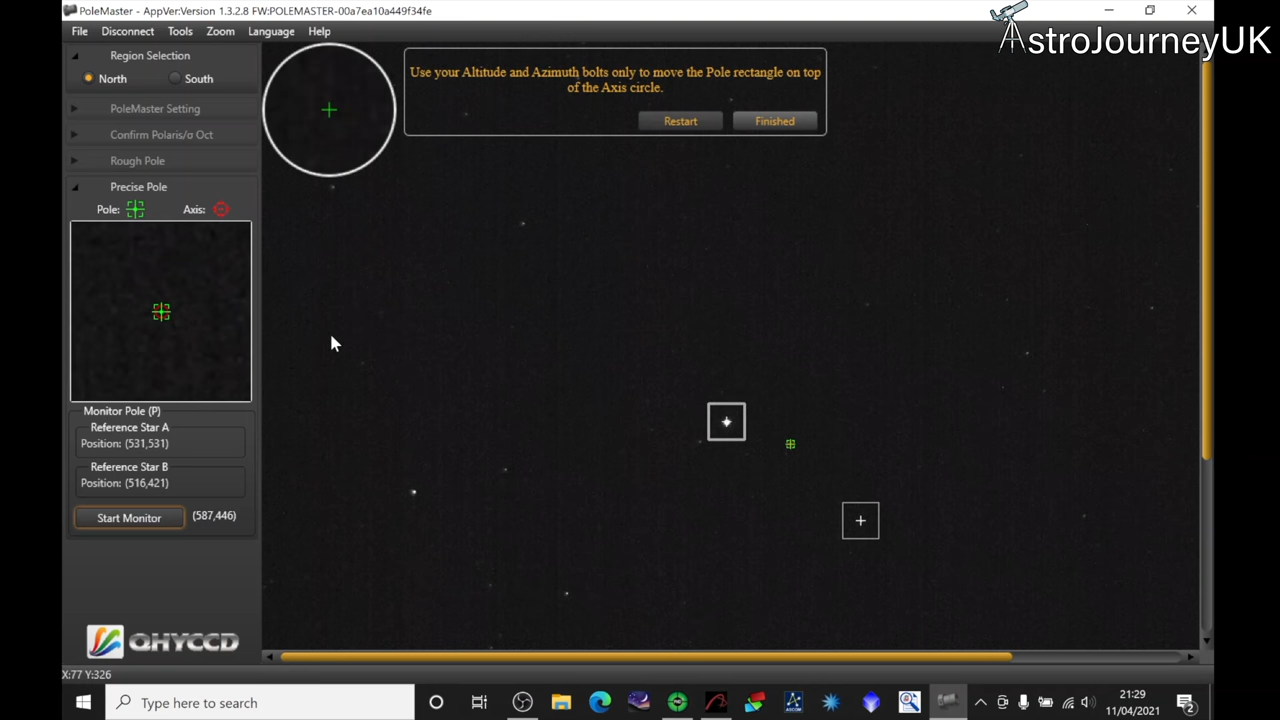 PoleMaster - AppVer:Version 1.3.2.8 FW:POLEMASTER-00a7ea10a449f34fe
AstroJourneyUK
File Disconnect Tools Zoom Language Help
Region Selection
North South
PoleMaster Setting
Confirm Polaris/σ Oct
Rough Pole
Precise Pole
Pole: Axis:
Use your Altitude and Azimuth bolts only to move the Pole rectangle on top
of the Axis circle.
Restart Finished
Monitor Pole (P)
Reference Star A
Position: (531,531)
Reference Star B
Position: (516,421)
Start Monitor (587,446)
QHYCCD
X:77 Y:326
Type here to search
ASCOM
21:29
11/04/2021
2